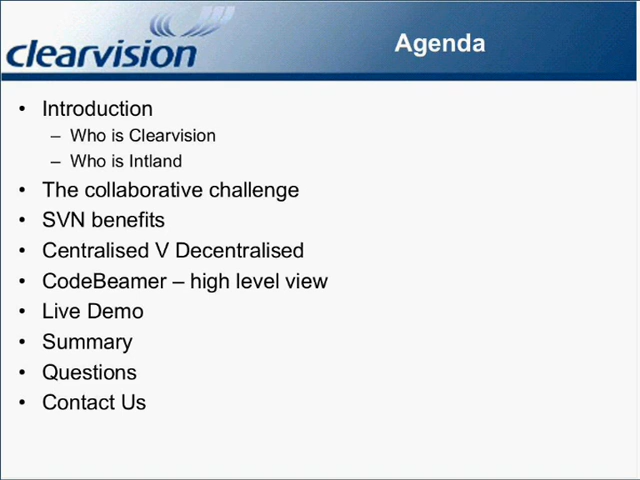 clearvision
Agenda
• Introduction
– Who is Clearvision
– Who is Intland
• The collaborative challenge
• SVN benefits
• Centralised V Decentralised
• CodeBeamer – high level view
• Live Demo
• Summary
• Questions
• Contact Us